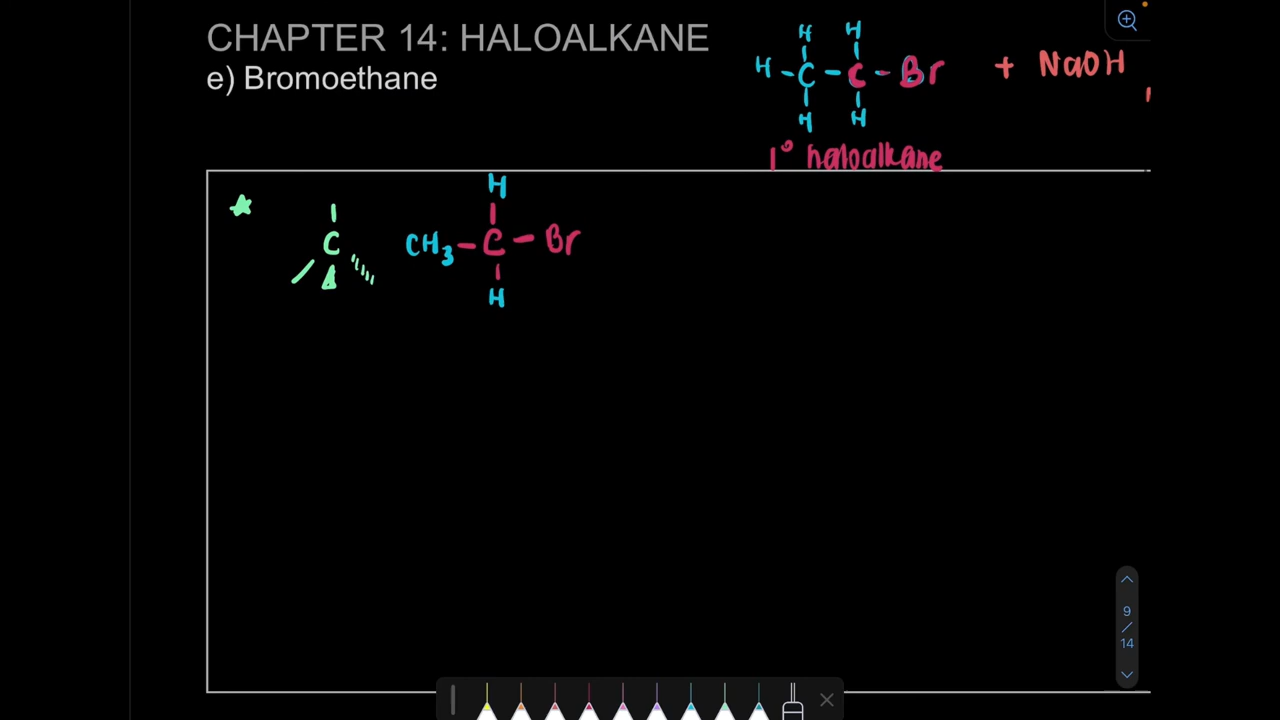 CHAPTER 14: HALOALKANE
e) Bromoethane
H H
H - C - C - Br + NaOH
H H
1° haloalkane
H
C CH₃ - C - Br
H
9
/
14